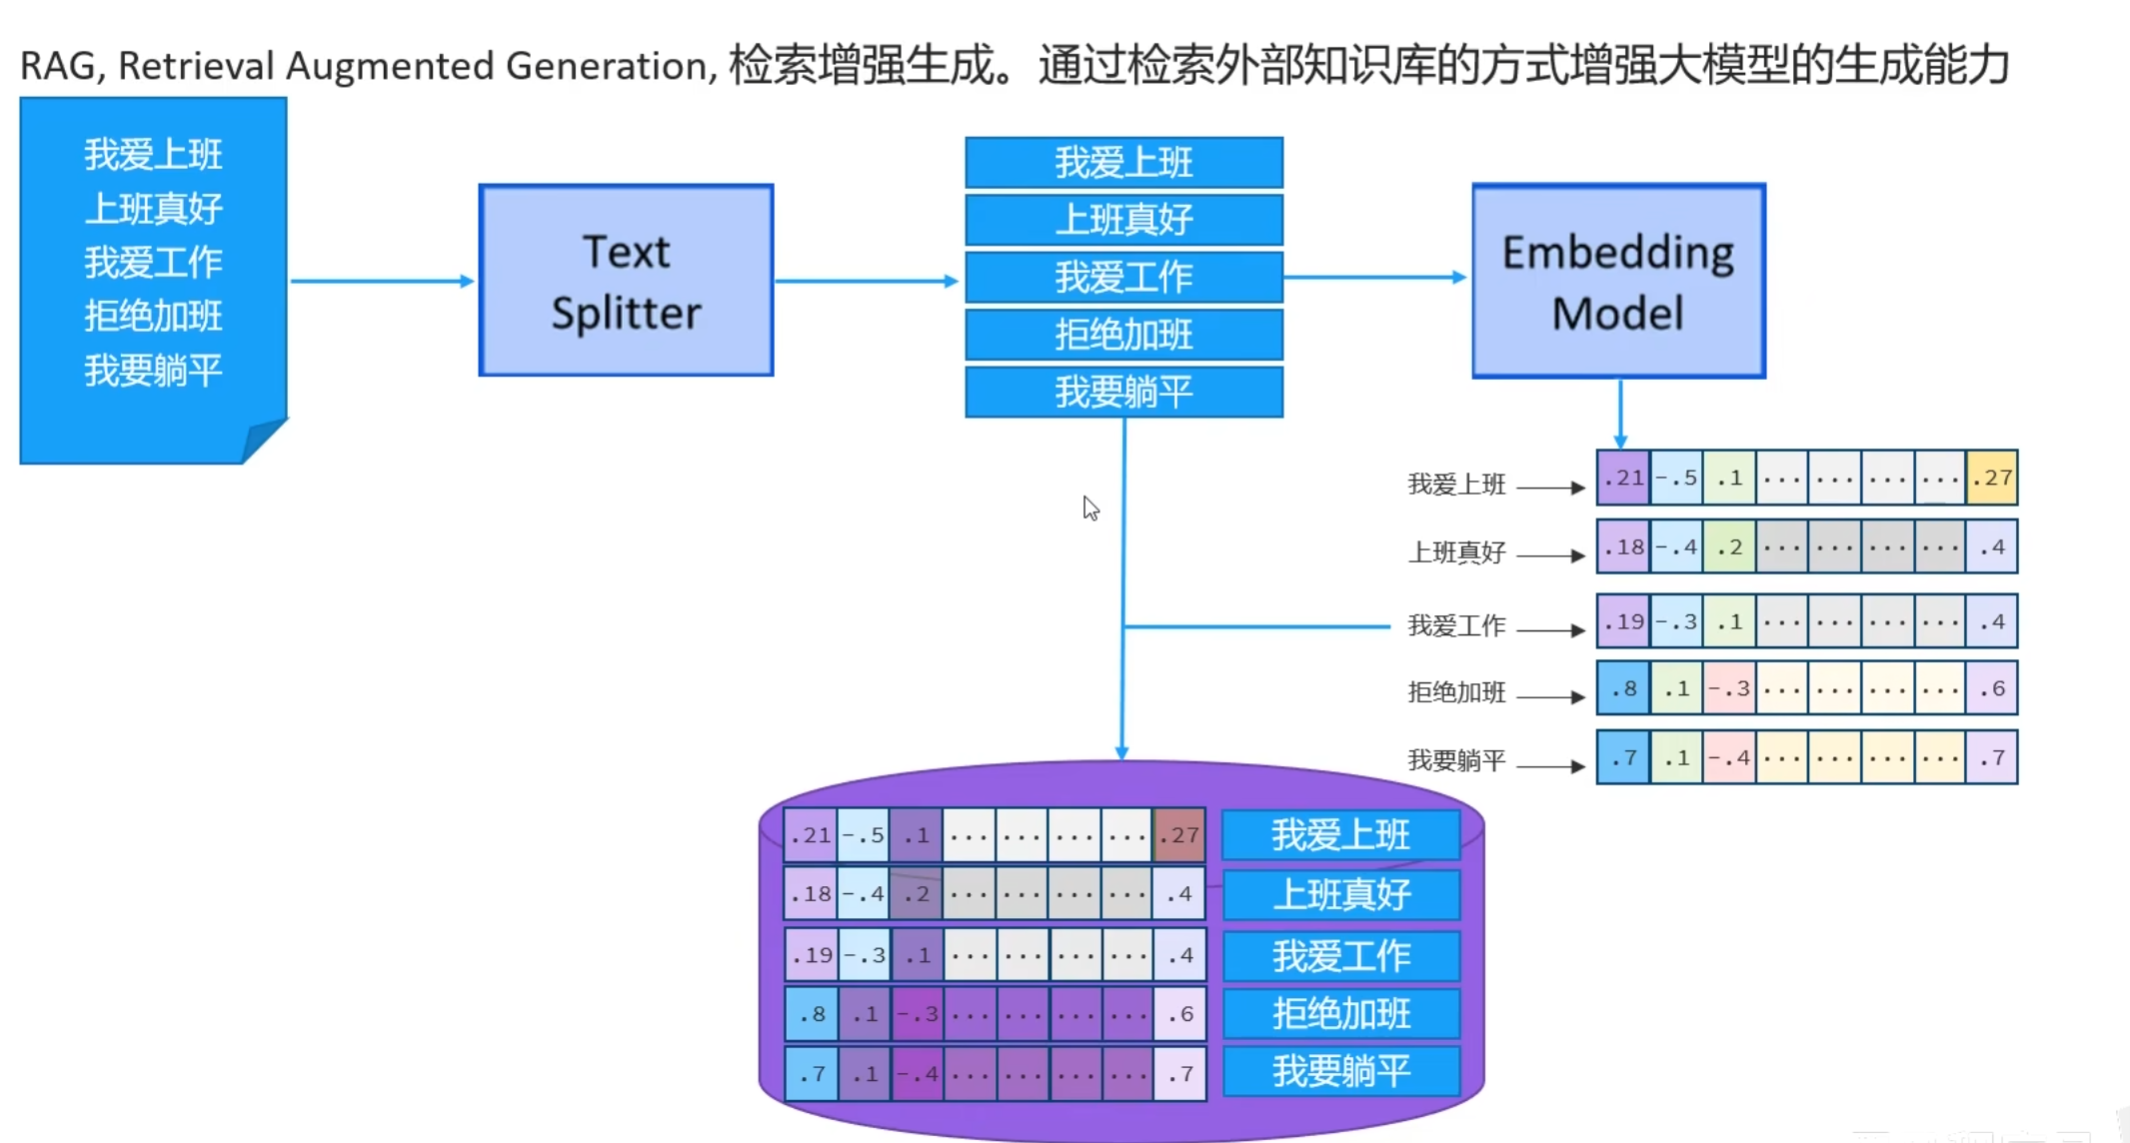 RAG, Retrieval Augmented Generation, 检索增强生成。通过检索外部知识库的方式增强大模型的生成能力
我爱上班
上班真好
我爱工作
拒绝加班
我要躺平
Text
Splitter
我爱上班
上班真好
我爱工作
拒绝加班
我要躺平
Embedding
Model
我爱上班 .21 -.5 .1 ... ... ... ... .27
上班真好 .18 -.4 .2 ... ... ... ... .4
我爱工作 .19 -.3 .1 ... ... ... ... .4
拒绝加班 .8 .1 -.3 ... ... ... ... .6
我要躺平 .7 .1 -.4 ... ... ... ... .7
.21 -.5 .1 ... ... ... ... .27 我爱上班
.18 -.4 .2 ... ... ... ... .4 上班真好
.19 -.3 .1 ... ... ... ... .4 我爱工作
.8 .1 -.3 ... ... ... ... .6 拒绝加班
.7 .1 -.4 ... ... ... ... .7 我要躺平